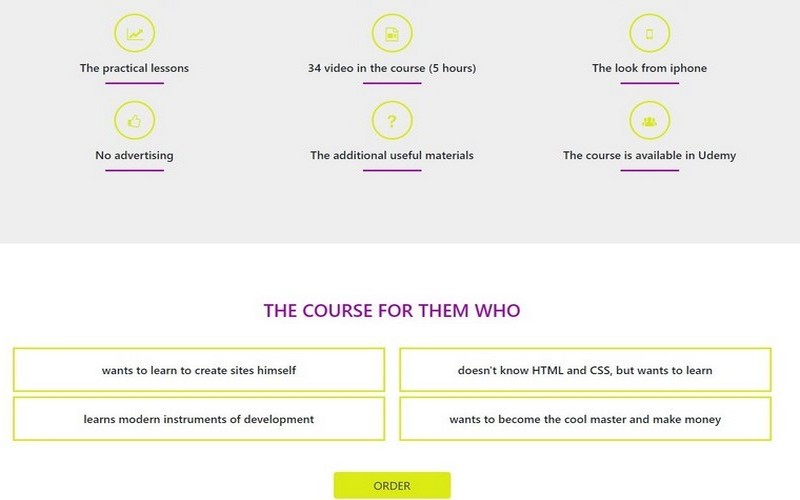 The practical lessons
34 video in the course (5 hours)
The look from iphone
No advertising
The additional useful materials
The course is available in Udemy
THE COURSE FOR THEM WHO
wants to learn to create sites himself
doesn't know HTML and CSS, but wants to learn
learns modern instruments of development
wants to become the cool master and make money
ORDER